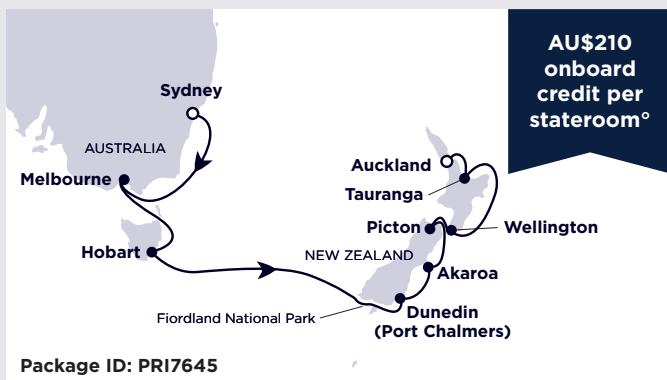 AU$210
onboard
credit per
stateroom°
Sydney
AUSTRALIA
Melbourne
Hobart
Auckland
Tauranga
Picton
Wellington
NEW ZEALAND
Akaroa
Dunedin
(Port Chalmers)
Fiordland National Park
Package ID: PRI7645